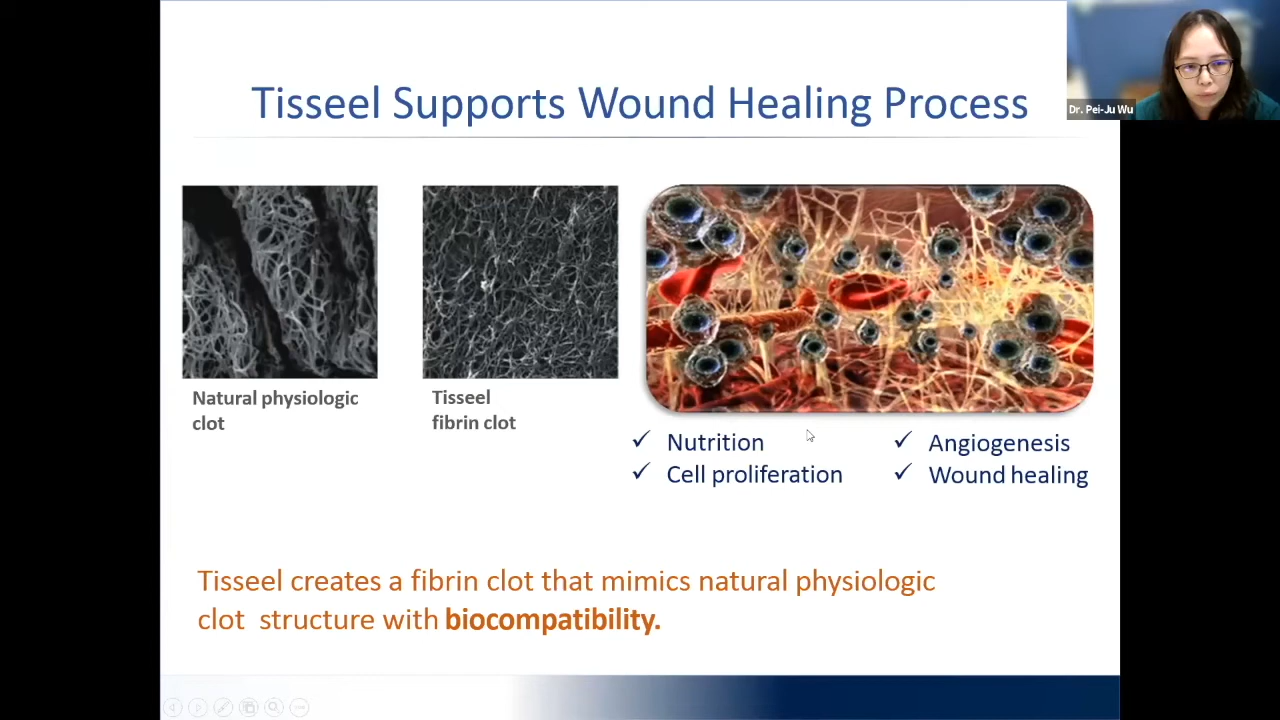 Tisseel Supports Wound Healing Process
Dr. Pei-Ju Wu
Natural physiologic
clot
Tisseel
fibrin clot
✓ Nutrition
✓ Cell proliferation
✓ Angiogenesis
✓ Wound healing
Tisseel creates a fibrin clot that mimics natural physiologic
clot structure with biocompatibility.